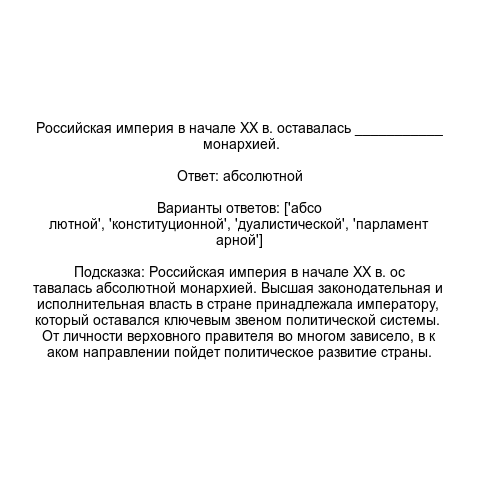 Российская империя в начале XX в. оставалась ___________
монархией.
Ответ: абсолютной
Варианты ответов: ['абсо
лютной', 'конституционной', 'дуалистической', 'парламент
арной']
Подсказка: Российская империя в начале XX в. ос
тавалась абсолютной монархией. Высшая законодательная и
исполнительная власть в стране принадлежала императору,
который оставался ключевым звеном политической системы.
От личности верховного правителя во многом зависело, в к
аком направлении пойдет политическое развитие страны.